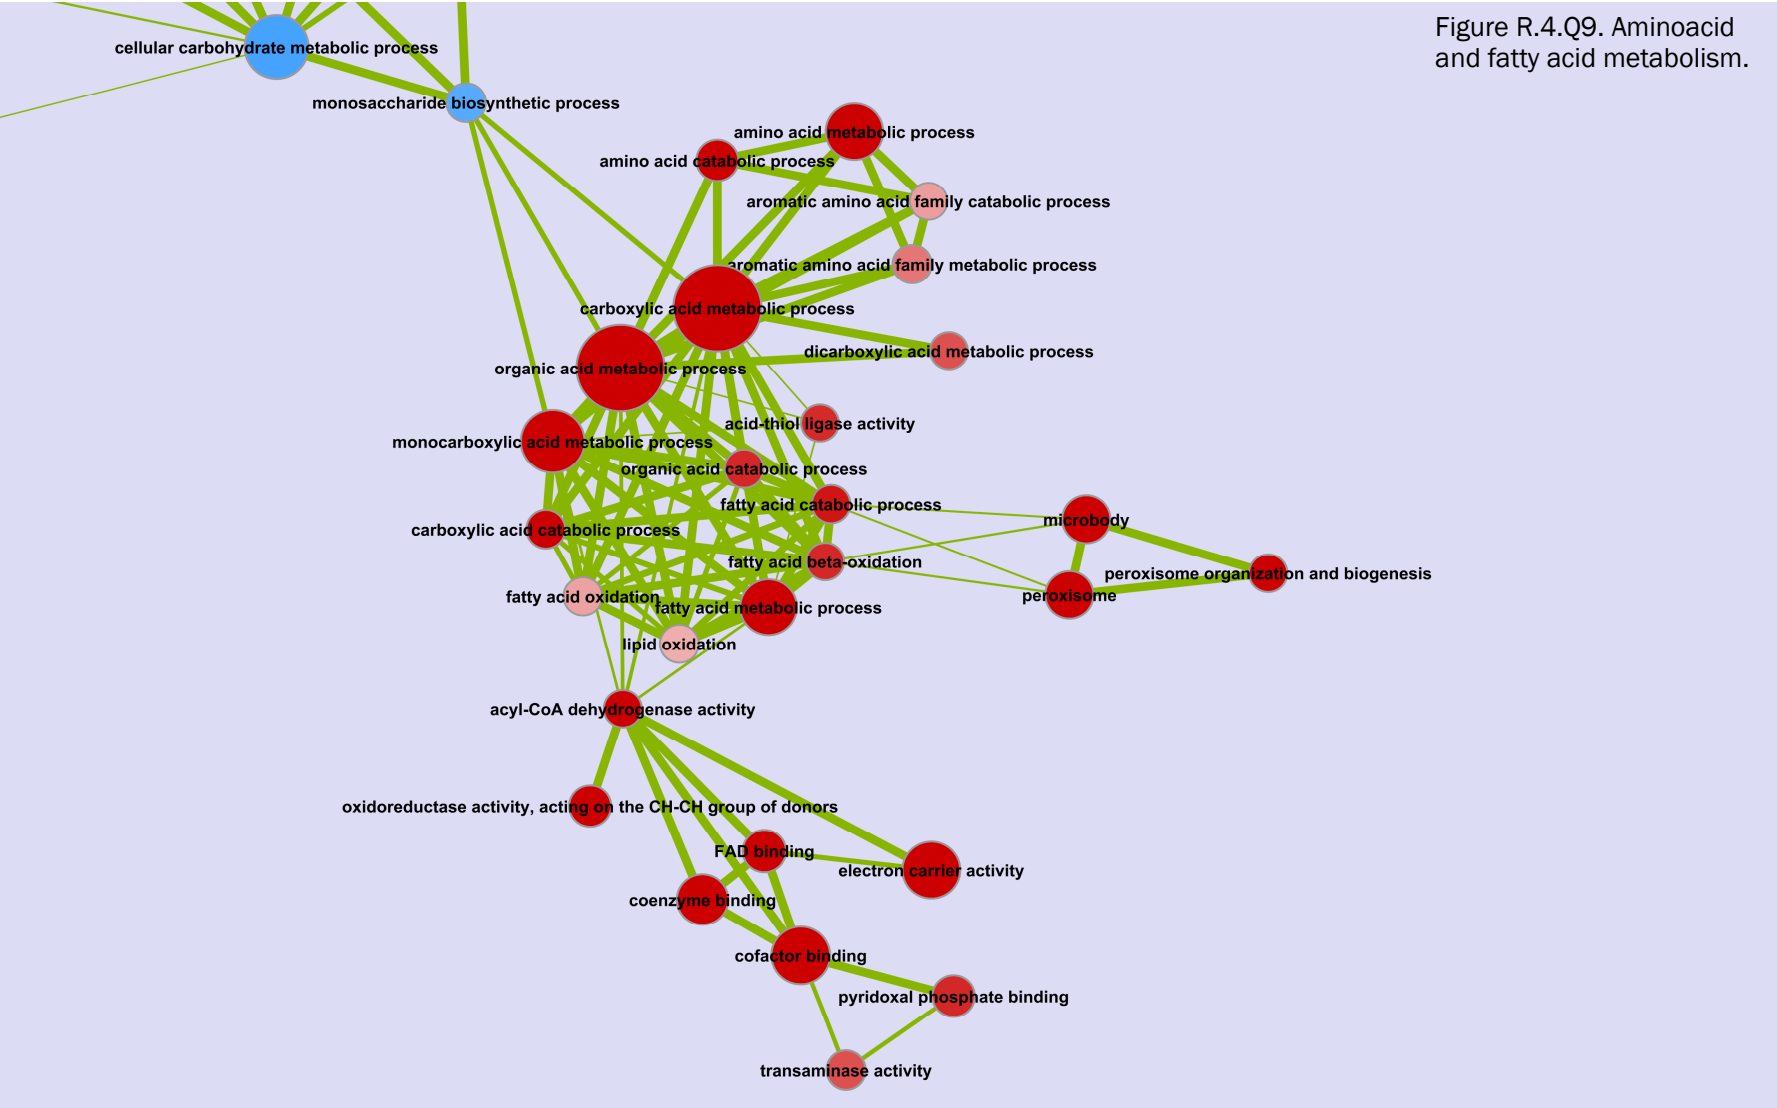 Figure R.4.Q9. Aminoacid
and fatty acid metabolism.
cellular carbohydrate metabolic process
monosaccharide biosynthetic process
amino acid metabolic process
amino acid catabolic process
aromatic amino acid family catabolic process
aromatic amino acid family metabolic process
carboxylic acid metabolic process
dicarboxylic acid metabolic process
organic acid metabolic process
acid-thiol ligase activity
monocarboxylic acid metabolic process
organic acid catabolic process
fatty acid catabolic process
microbody
carboxylic acid catabolic process
fatty acid beta-oxidation
peroxisome organization and biogenesis
peroxisome
fatty acid oxidation
fatty acid metabolic process
lipid oxidation
acyl-CoA dehydrogenase activity
oxidoreductase activity, acting on the CH-CH group of donors
FAD binding
electron carrier activity
coenzyme binding
cofactor binding
pyridoxal phosphate binding
transaminase activity